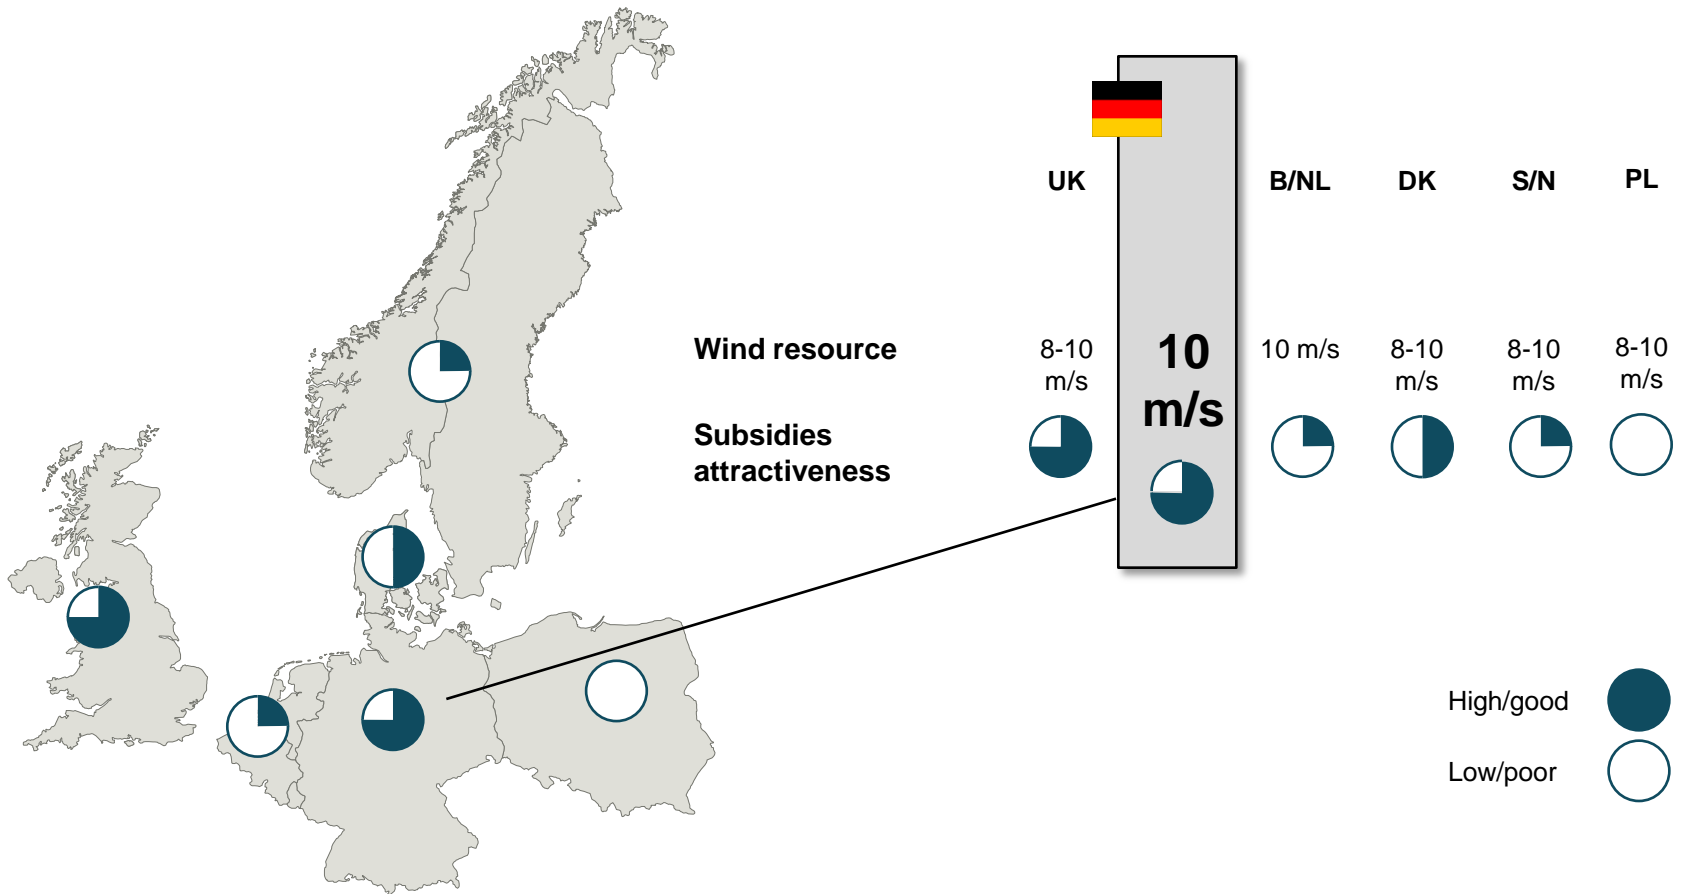 UK
B/NL
DK
S/N
PL
Wind resource
8-10
m/s
10
m/s
10 m/s
8-10
m/s
8-10
m/s
8-10
m/s
Subsidies
attractiveness
High/good
Low/poor